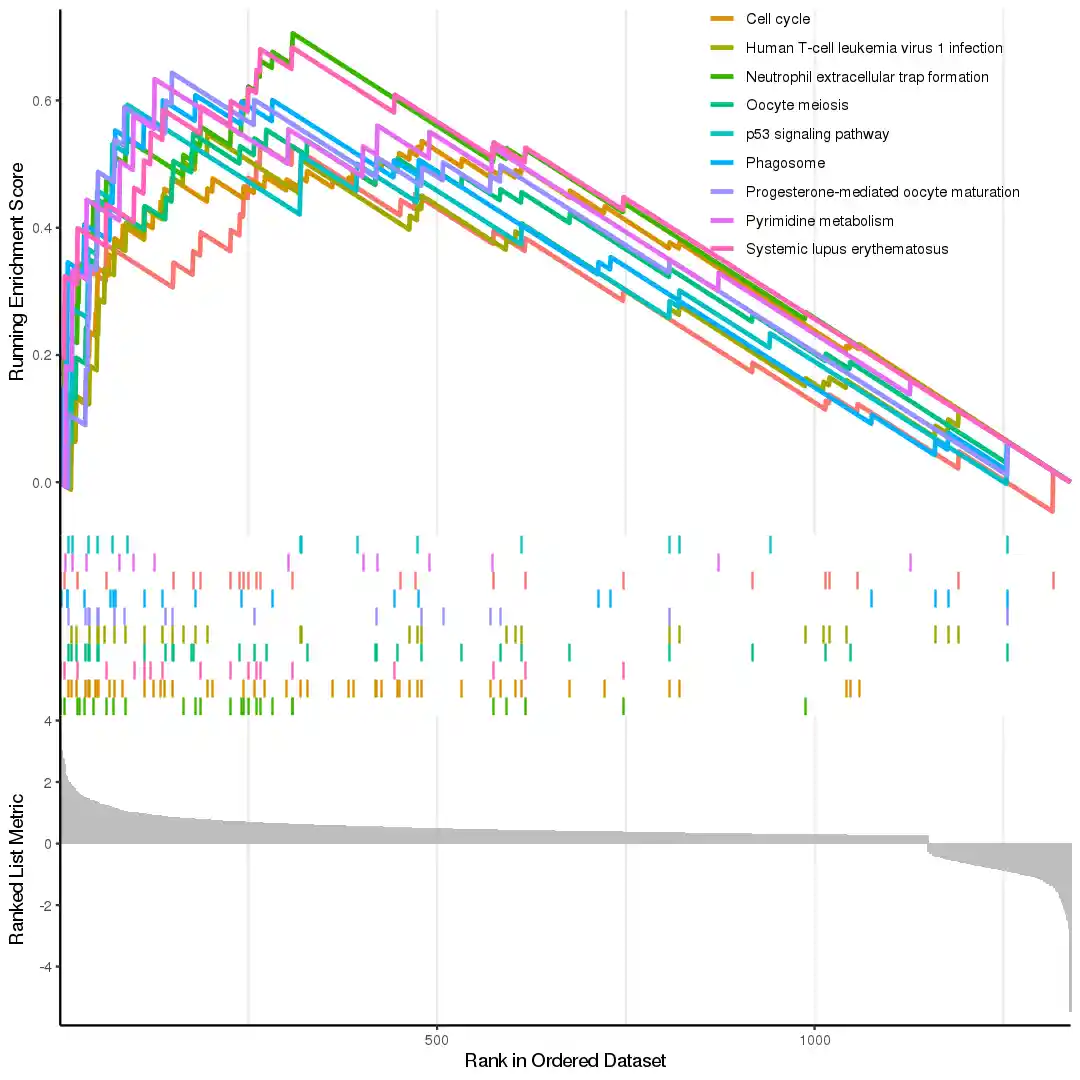 Cell cycle
Human T-cell leukemia virus 1 infection
Neutrophil extracellular trap formation
Oocyte meiosis
p53 signaling pathway
Phagosome
Progesterone-mediated oocyte maturation
Pyrimidine metabolism
Systemic lupus erythematosus
Running Enrichment Score
0.6
0.4
0.2
0.0
Ranked List Metric
4
2
0
-2
-4
500
1000
Rank in Ordered Dataset